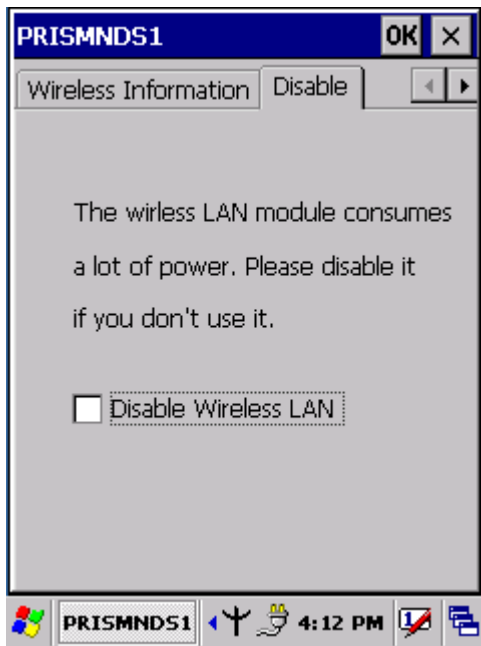 PRISMNDS1 OK ×
Wireless Information Disable
The wirless LAN module consumes
a lot of power. Please disable it
if you don't use it.
Disable Wireless LAN
PRISMNDS1 4:12 PM 1